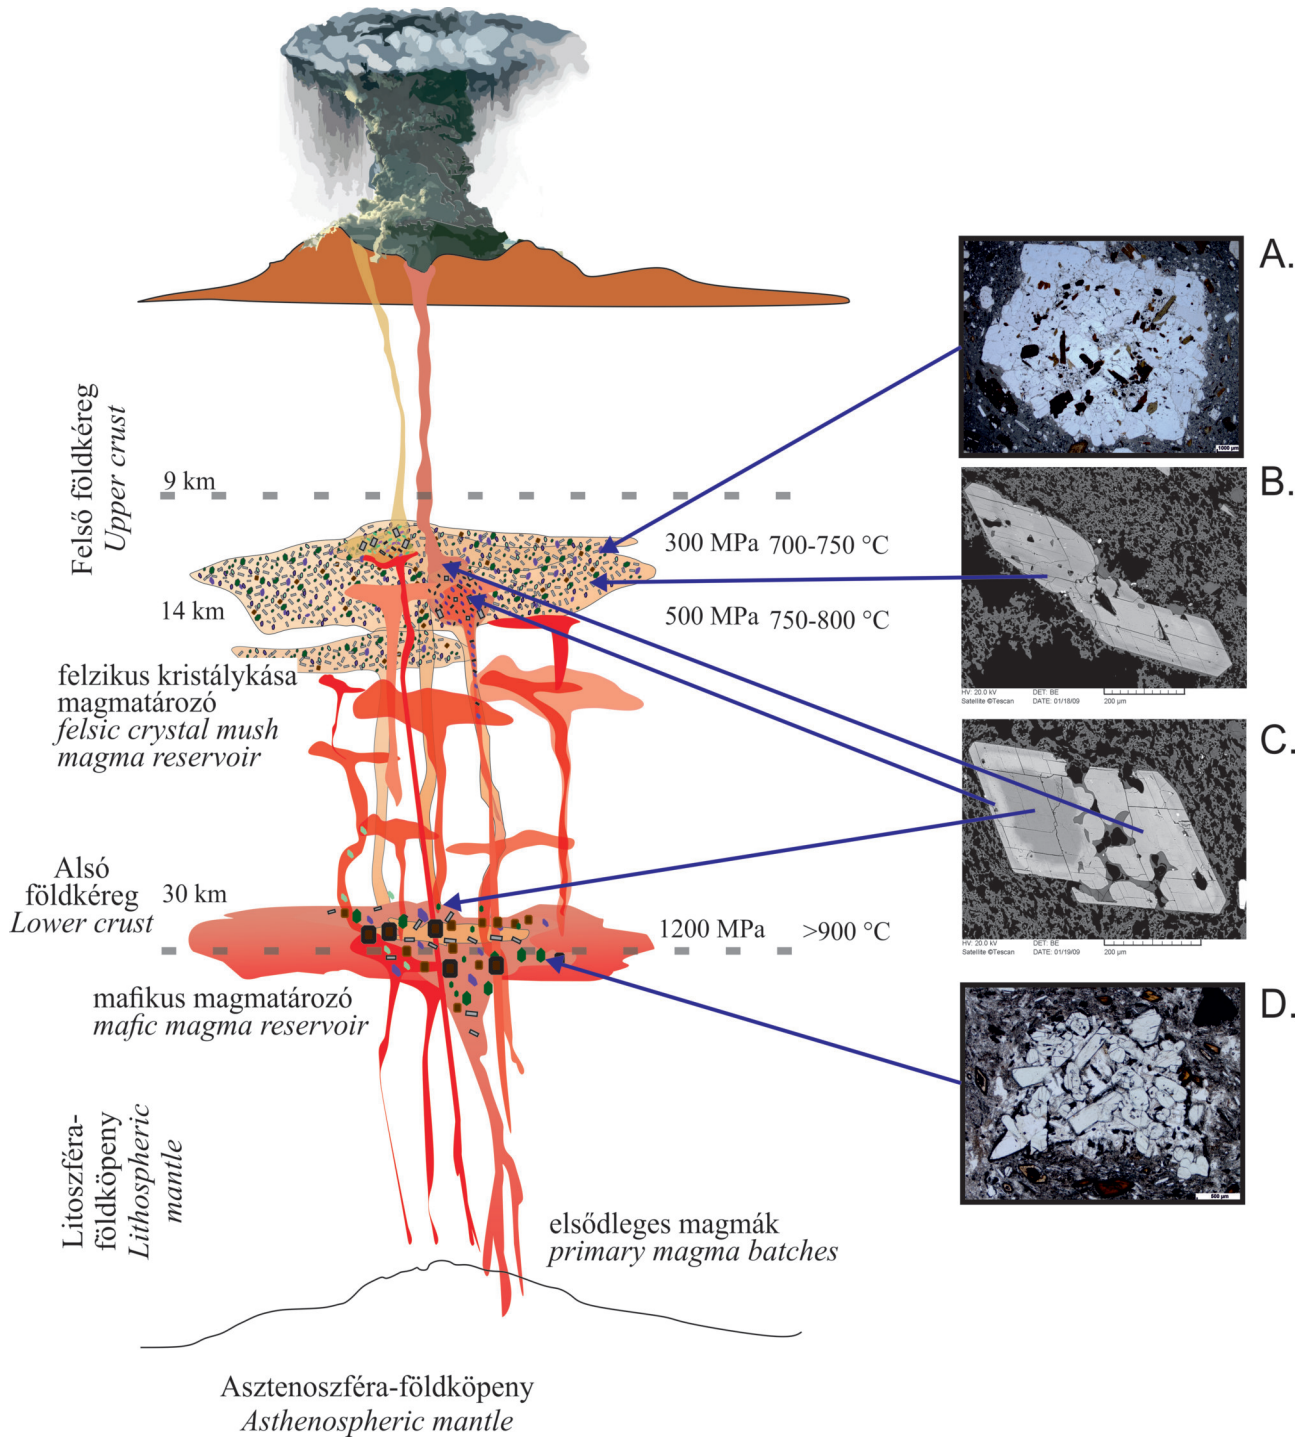 A.
1000 µm
Felső földkéreg
Upper crust
9 km
B.
300 MPa 700-750 °C
14 km
500 MPa 750-800 °C
felzikus kristálykása
magmatározó
felsic crystal mush
magma reservoir
HV: 20.0 kV DET: BE
Satellite ©Tescan DATE: 01/18/09 200 µm
C.
Alsó
földkéreg
Lower crust
30 km
1200 MPa >900 °C
HV: 20.0 kV DET: BE
Satellite ©Tescan DATE: 01/19/09 200 µm
mafikus magmatározó
mafic magma reservoir
D.
500 µm
Litoszféra-
földköpeny
Lithospheric
mantle
elsődleges magmák
primary magma batches
Asztenoszféra-földköpeny
Asthenospheric mantle